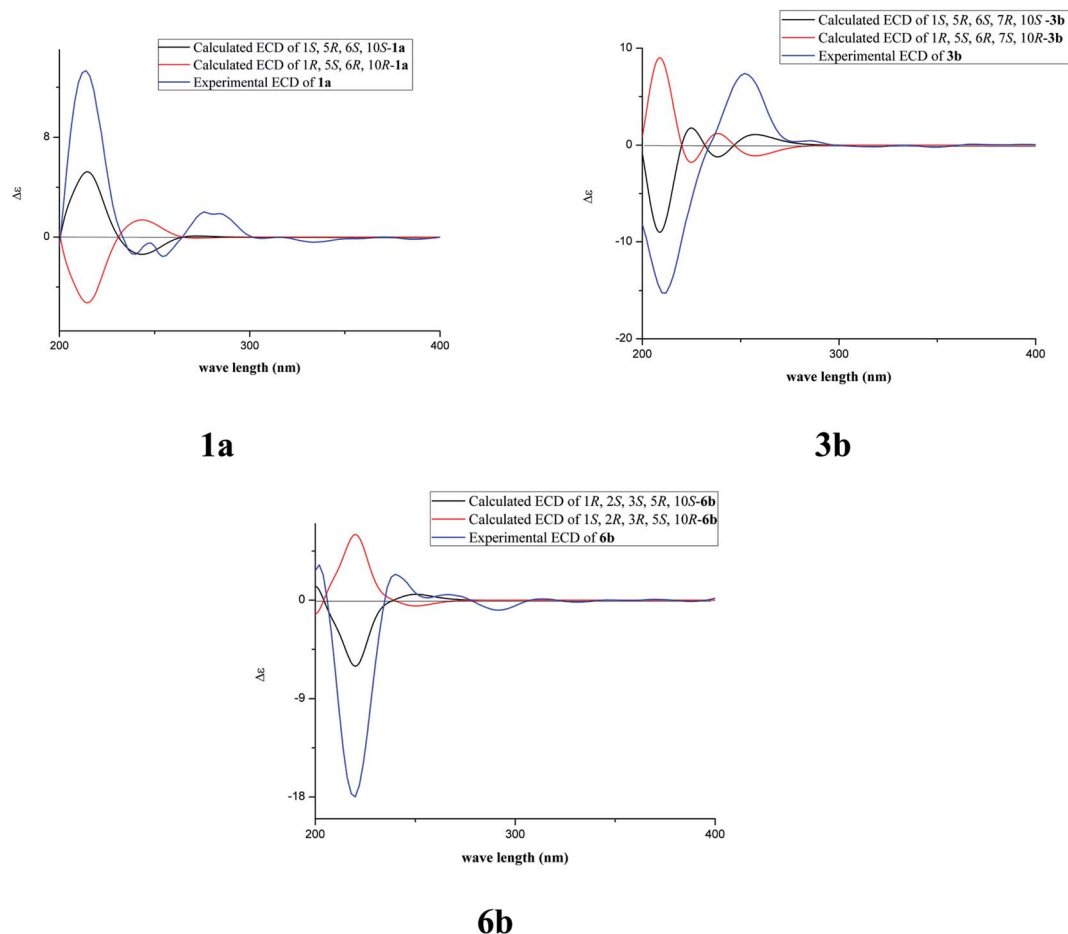 Calculated ECD of 1S, 5R, 6S, 10S-1a
Calculated ECD of 1R, 5S, 6R, 10R-1a
Experimental ECD of 1a
8
0
Δε
200
300
400
wave length (nm)
1a
Calculated ECD of 1S, 5R, 6S, 7R, 10S -3b
Calculated ECD of 1R, 5S, 6R, 7S, 10R-3b
Experimental ECD of 3b
10
0
-10
-20
Δε
200
300
400
wave length (nm)
3b
Calculated ECD of 1R, 2S, 3S, 5R, 10S-6b
Calculated ECD of 1S, 2R, 3R, 5S, 10R-6b
Experimental ECD of 6b
0
-9
-18
Δε
200
300
400
wave length (nm)
6b